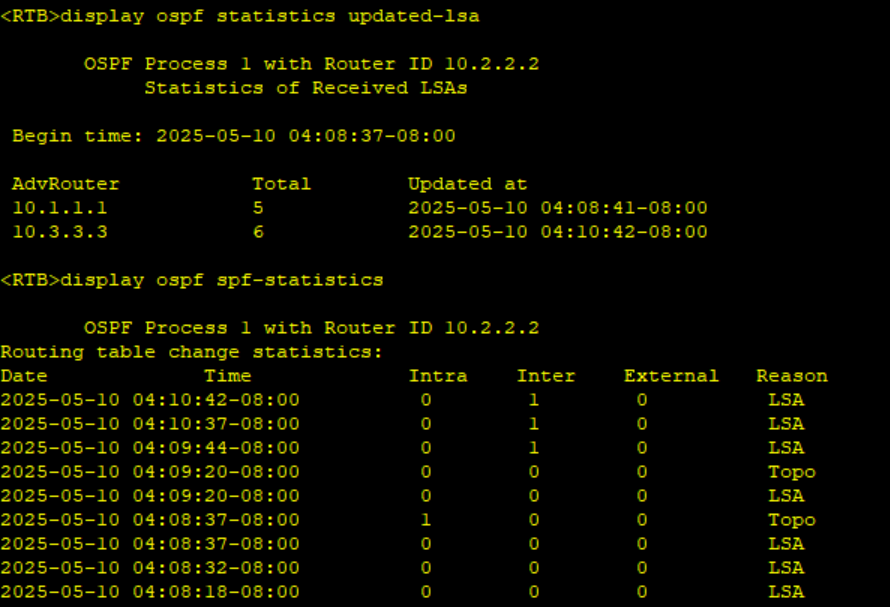 <RTB>display ospf statistics updated-lsa
OSPF Process 1 with Router ID 10.2.2.2
Statistics of Received LSAs
Begin time: 2025-05-10 04:08:37-08:00
AdvRouter Total Updated at
10.1.1.1 5 2025-05-10 04:08:41-08:00
10.3.3.3 6 2025-05-10 04:10:42-08:00
<RTB>display ospf spf-statistics
OSPF Process 1 with Router ID 10.2.2.2
Routing table change statistics:
Date Time Intra Inter External Reason
2025-05-10 04:10:42-08:00 0 1 0 LSA
2025-05-10 04:10:37-08:00 0 1 0 LSA
2025-05-10 04:09:44-08:00 0 1 0 LSA
2025-05-10 04:09:20-08:00 0 0 0 Topo
2025-05-10 04:09:20-08:00 0 0 0 LSA
2025-05-10 04:08:37-08:00 1 0 0 Topo
2025-05-10 04:08:37-08:00 0 0 0 LSA
2025-05-10 04:08:32-08:00 0 0 0 LSA
2025-05-10 04:08:18-08:00 0 0 0 LSA